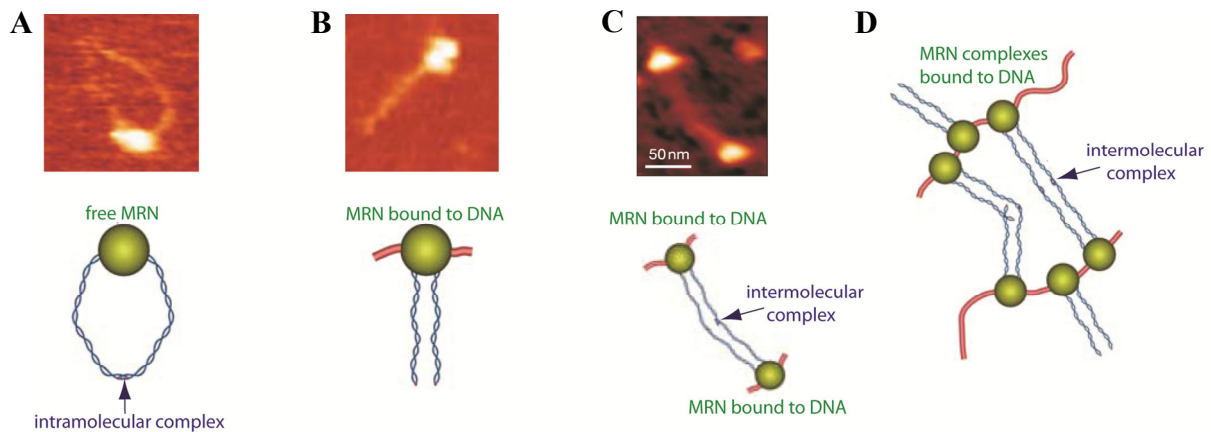 A
B
C
D
50 nm
MRN complexes
bound to DNA
intermolecular
complex
free MRN
MRN bound to DNA
MRN bound to DNA
intermolecular
complex
MRN bound to DNA
intramolecular complex